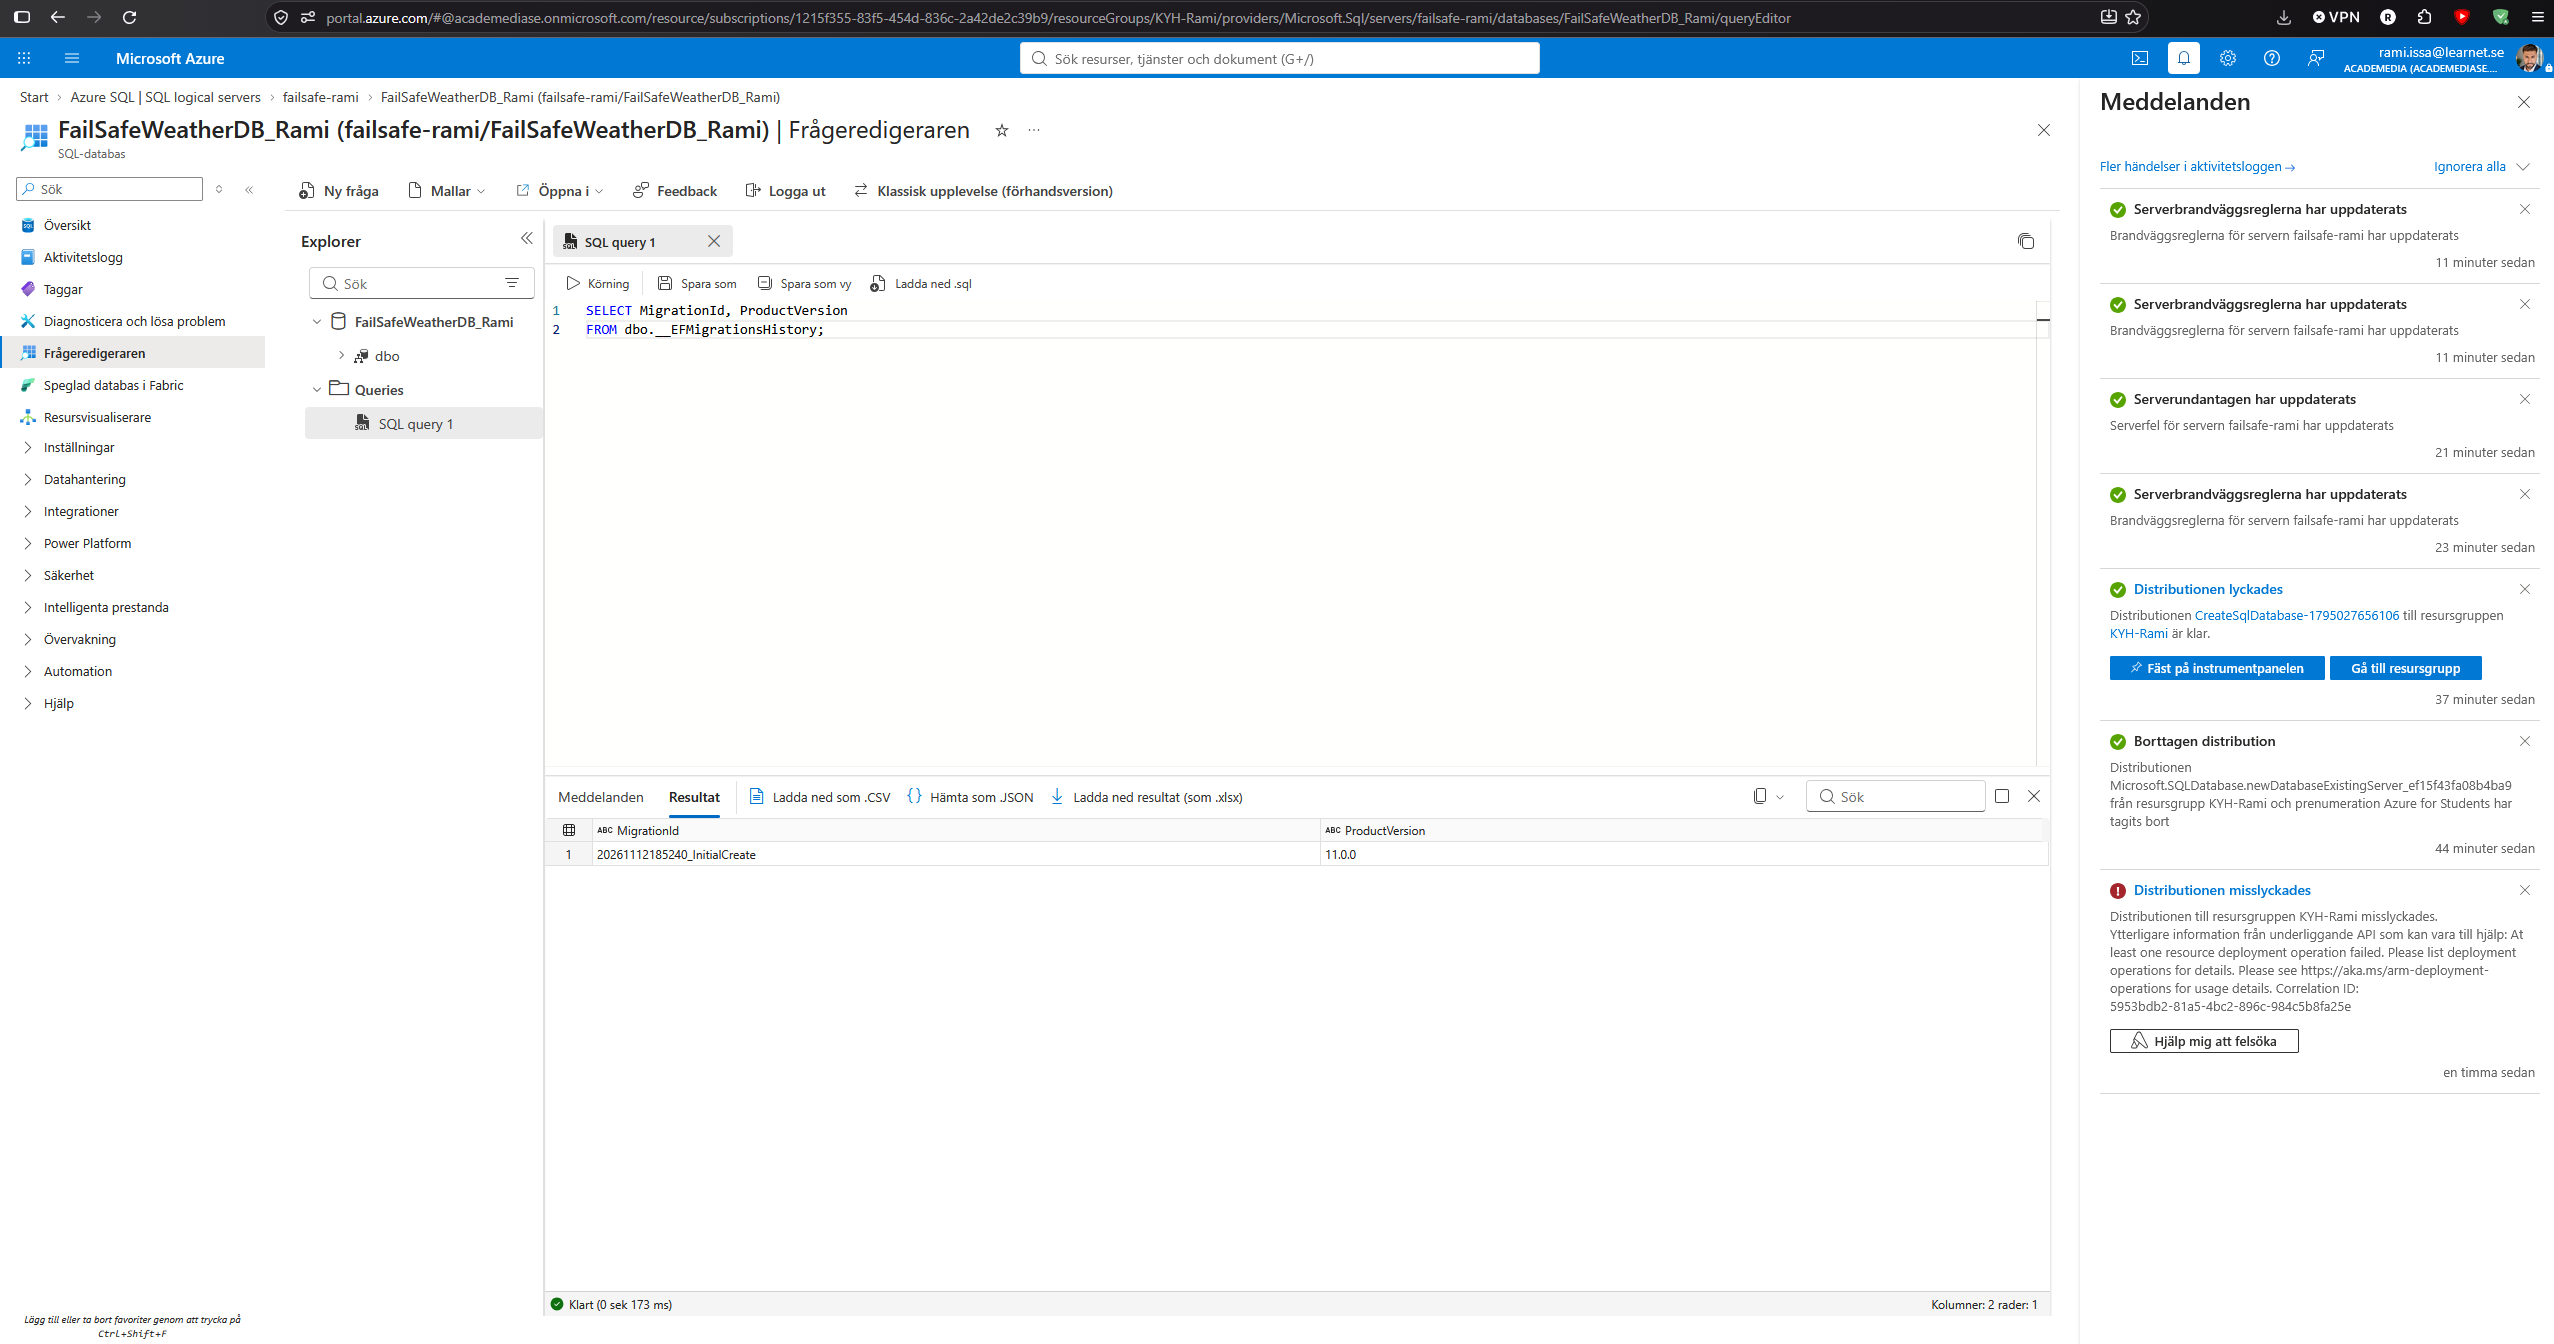 portal.azure.com/#@academediase.onmicrosoft.com/resource/subscriptions/1215f355-83f5-454d-836c-2a42de2c39b9/resourceGroups/KYH-Rami/providers/Microsoft.Sql/servers/failsafe-rami/databases/FailSafeWeatherDB_Rami/queryEditor
VPN
R
Microsoft Azure
Sök resurser, tjänster och dokument (G+/)
rami.issa@learnet.se
ACADEMEDIA (ACADEMEDIASE....
Start > Azure SQL | SQL logical servers > failsafe-rami > FailSafeWeatherDB_Rami (failsafe-rami/FailSafeWeatherDB_Rami)
FailSafeWeatherDB_Rami (failsafe-rami/FailSafeWeatherDB_Rami) | Frågeredigeraren
SQL-databas
Sök
Översikt
Aktivitetslogg
Taggar
Diagnosticera och lösa problem
Frågeredigeraren
Speglad databas i Fabric
Resursvisualiserare
Inställningar
Datahantering
Integrationer
Power Platform
Säkerhet
Intelligenta prestanda
Övervakning
Automation
Hjälp
Lägg till eller ta bort favoriter genom att trycka på
Ctrl+Shift+F
Ny fråga
Mallar
Öppna i
Feedback
Logga ut
Klassisk upplevelse (förhandsversion)
Explorer
Sök
FailSafeWeatherDB_Rami
dbo
Queries
SQL query 1
SQL query 1
Körning
Spara som
Spara som vy
Ladda ned .sql
1 SELECT MigrationId, ProductVersion
2 FROM dbo.__EFMigrationsHistory;
Meddelanden
Resultat
Ladda ned som .CSV
Hämta som .JSON
Ladda ned resultat (som .xlsx)
Sök
ABC MigrationId
ABC ProductVersion
1
20261112185240_InitialCreate
11.0.0
Klart (0 sek 173 ms)
Kolumner: 2 rader: 1
Meddelanden
Fler händelser i aktivitetsloggen →
Ignorera alla
Serverbrandväggsreglerna har uppdaterats
Brandväggsreglerna för servern failsafe-rami har uppdaterats
11 minuter sedan
Serverbrandväggsreglerna har uppdaterats
Brandväggsreglerna för servern failsafe-rami har uppdaterats
11 minuter sedan
Serverundantagen har uppdaterats
Serverfel för servern failsafe-rami har uppdaterats
21 minuter sedan
Serverbrandväggsreglerna har uppdaterats
Brandväggsreglerna för servern failsafe-rami har uppdaterats
23 minuter sedan
Distributionen lyckades
Distributionen CreateSqlDatabase-1795027656106 till resursgruppen
KYH-Rami är klar.
Fäst på instrumentpanelen
Gå till resursgrupp
37 minuter sedan
Borttagen distribution
Distributionen
Microsoft.SQLDatabase.newDatabaseExistingServer_ef15f43fa08b4ba9
från resursgrupp KYH-Rami och prenumeration Azure for Students har
tagits bort
44 minuter sedan
Distributionen misslyckades
Distributionen till resursgruppen KYH-Rami misslyckades.
Ytterligare information från underliggande API som kan vara till hjälp: At
least one resource deployment operation failed. Please list deployment
operations for details. Please see https://aka.ms/arm-deployment-
operations for usage details. Correlation ID:
5953bdb2-81a5-4bc2-896c-984c5b8fa25e
Hjälp mig att felsöka
en timma sedan